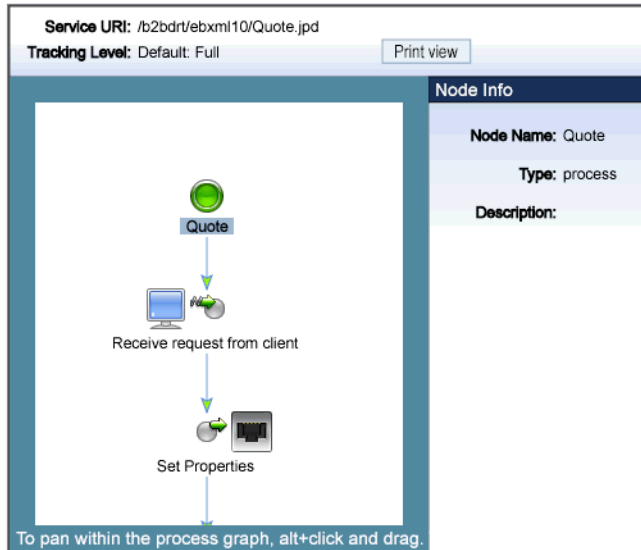 Service URI: /b2bdrt/ebxml10/Quote.jpd
Tracking Level: Default: Full
Print view
Node Info
Node Name: Quote
Type: process
Description:
Quote
Receive request from client
Set Properties
To pan within the process graph, alt+click and drag.